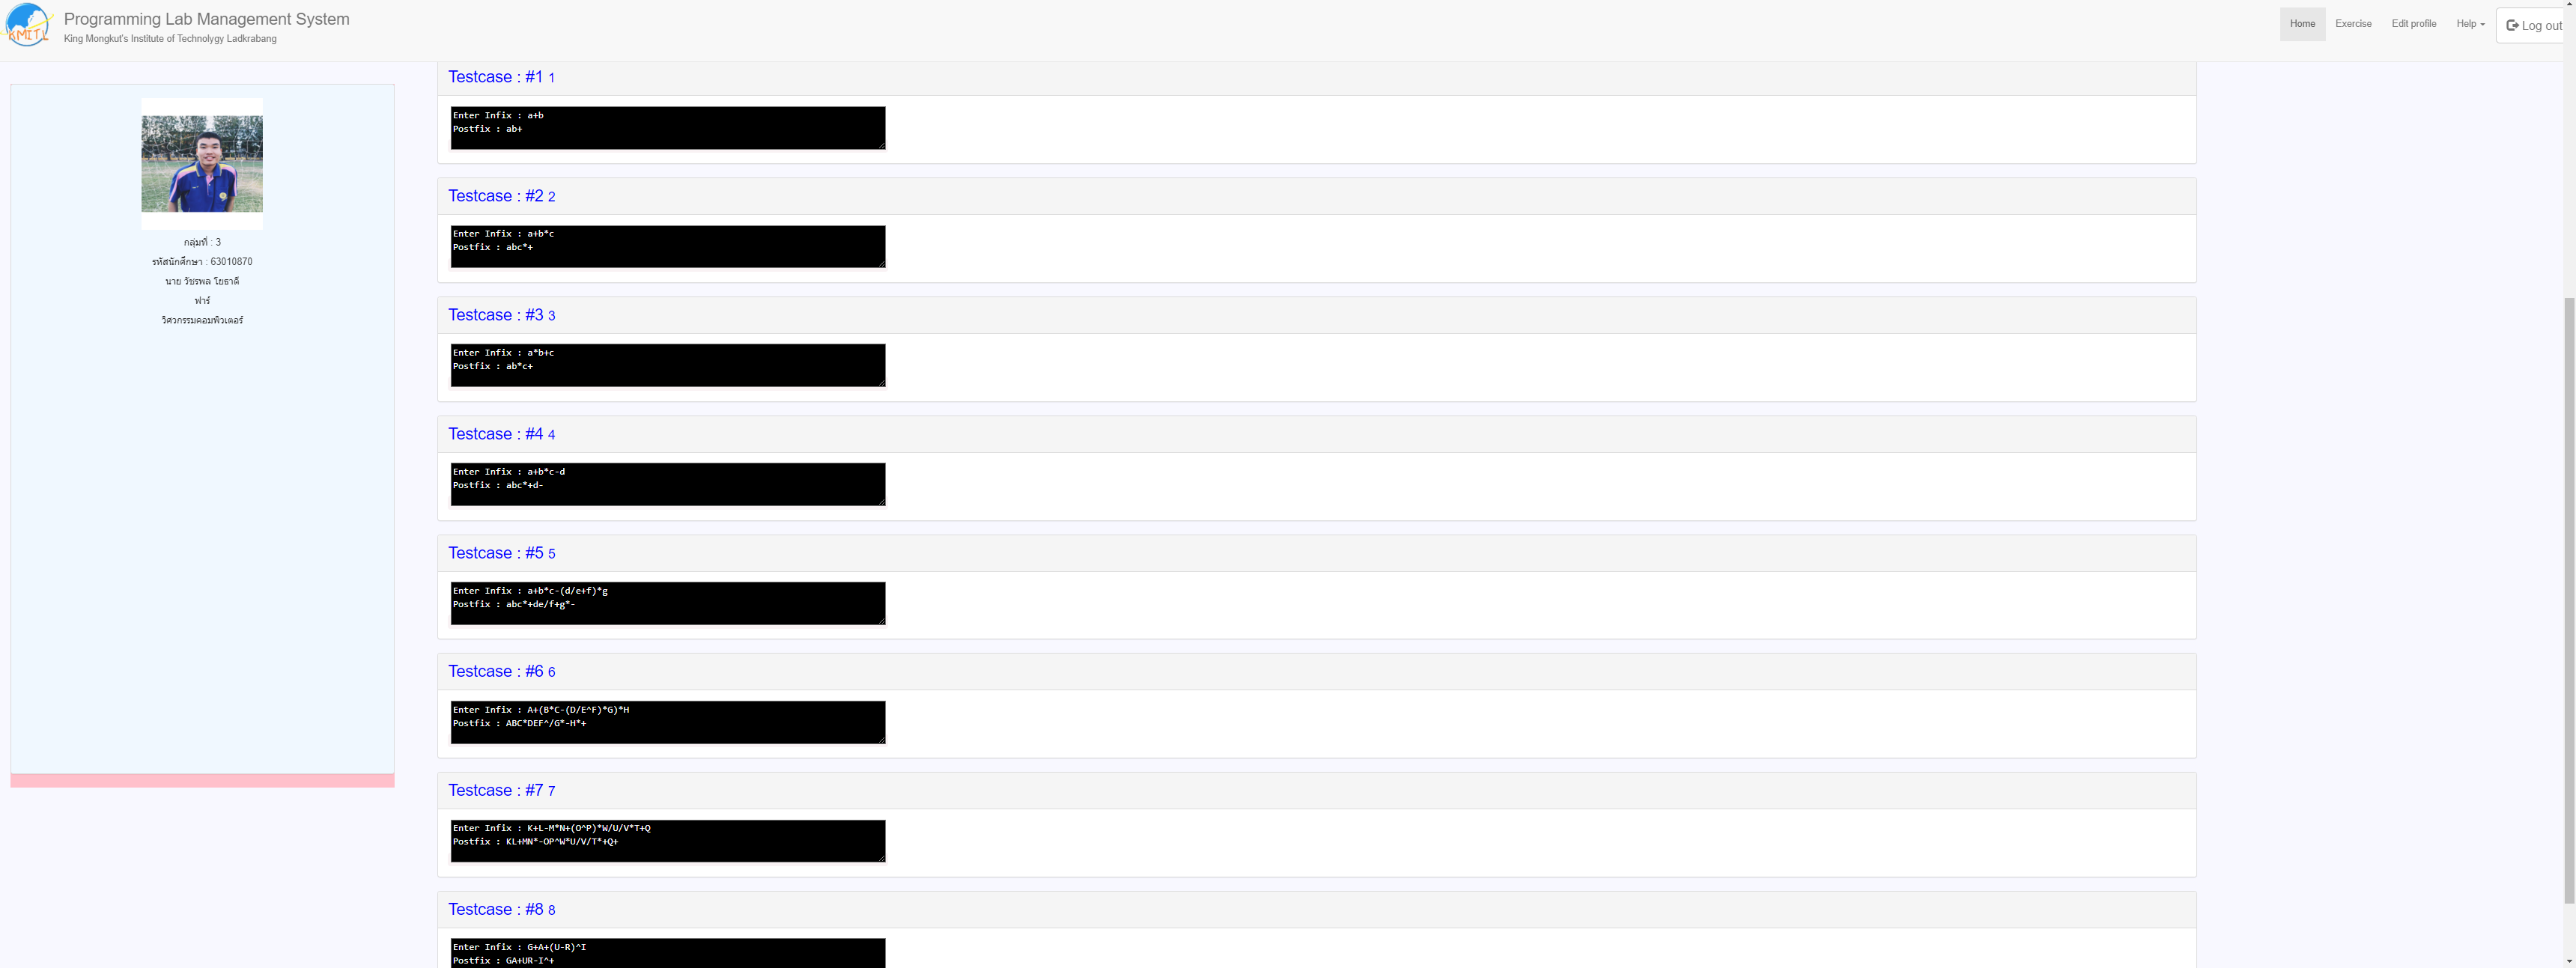 KMITL
Programming Lab Management System
King Mongkut's Institute of Technolygy Ladkrabang
Home
Exercise
Edit profile
Help
Log out
กลุ่มที่ : 3
รหัสนักศึกษา : 63010870
นาย วัชรพล โยธาดี
ฟาร์
วิศวกรรมคอมพิวเตอร์
Testcase : #1 1
Enter Infix : a+b
Postfix : ab+
Testcase : #2 2
Enter Infix : a+b*c
Postfix : abc*+
Testcase : #3 3
Enter Infix : a*b+c
Postfix : ab*c+
Testcase : #4 4
Enter Infix : a+b*c-d
Postfix : abc*+d-
Testcase : #5 5
Enter Infix : a+b*c-(d/e+f)*g
Postfix : abc*+de/f+g*-
Testcase : #6 6
Enter Infix : A+(B*C-(D/E^F)*G)*H
Postfix : ABC*DEF^/G*-H*+
Testcase : #7 7
Enter Infix : K+L-M*N+(O^P)*W/U/V*T+Q
Postfix : KL+MN*-OP^W*U/V/T*+Q+
Testcase : #8 8
Enter Infix : G+A+(U-R)^I
Postfix : GA+UR-I^+